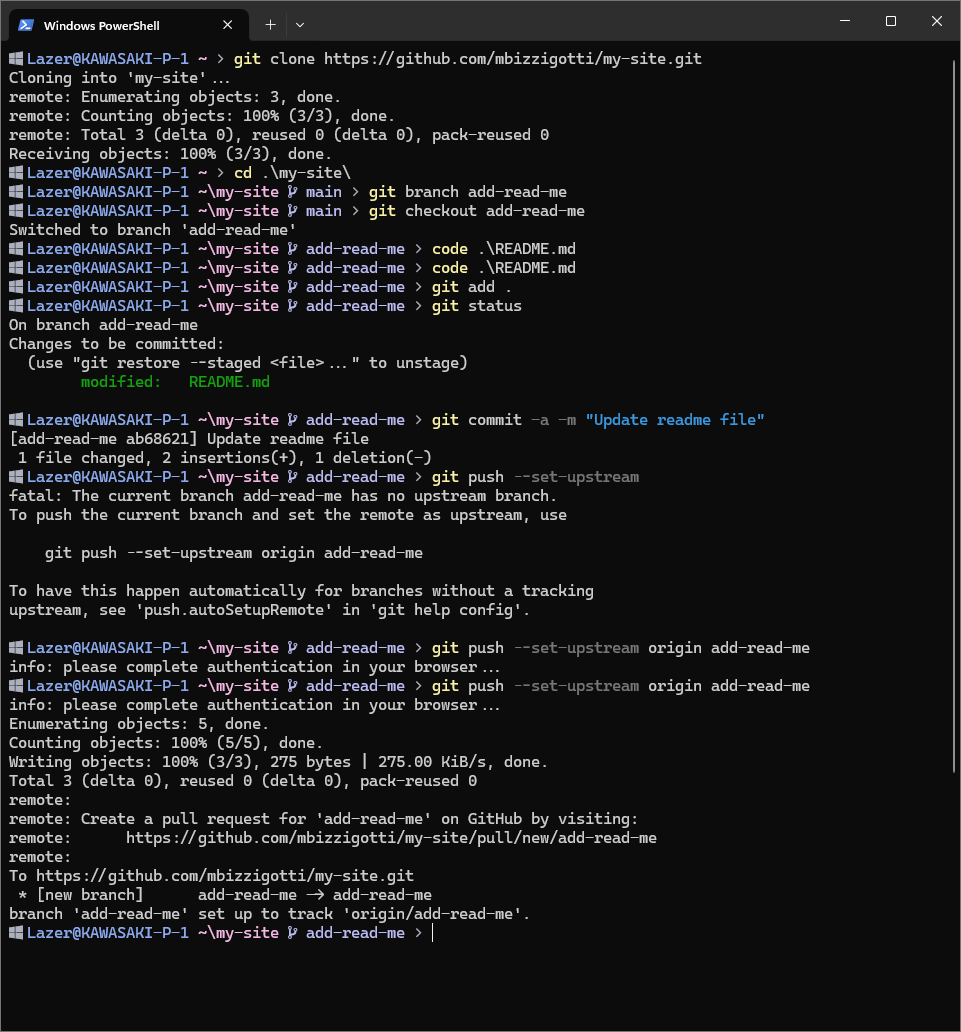 Windows PowerShell
Lazer@KAWASAKI-P-1 ~ > git clone https://github.com/mbizzigotti/my-site.git
Cloning into 'my-site'...
remote: Enumerating objects: 3, done.
remote: Counting objects: 100% (3/3), done.
remote: Total 3 (delta 0), reused 0 (delta 0), pack-reused 0
Receiving objects: 100% (3/3), done.
Lazer@KAWASAKI-P-1 ~ > cd .\my-site\
Lazer@KAWASAKI-P-1 ~\my-site main > git branch add-read-me
Lazer@KAWASAKI-P-1 ~\my-site main > git checkout add-read-me
Switched to branch 'add-read-me'
Lazer@KAWASAKI-P-1 ~\my-site add-read-me > code .\README.md
Lazer@KAWASAKI-P-1 ~\my-site add-read-me > code .\README.md
Lazer@KAWASAKI-P-1 ~\my-site add-read-me > git add .
Lazer@KAWASAKI-P-1 ~\my-site add-read-me > git status
On branch add-read-me
Changes to be committed:
  (use "git restore --staged <file>..." to unstage)
        modified:   README.md

Lazer@KAWASAKI-P-1 ~\my-site add-read-me > git commit -a -m "Update readme file"
[add-read-me ab68621] Update readme file
 1 file changed, 2 insertions(+), 1 deletion(-)
Lazer@KAWASAKI-P-1 ~\my-site add-read-me > git push --set-upstream
fatal: The current branch add-read-me has no upstream branch.
To push the current branch and set the remote as upstream, use

    git push --set-upstream origin add-read-me

To have this happen automatically for branches without a tracking
upstream, see 'push.autoSetupRemote' in 'git help config'.

Lazer@KAWASAKI-P-1 ~\my-site add-read-me > git push --set-upstream origin add-read-me
info: please complete authentication in your browser...
Lazer@KAWASAKI-P-1 ~\my-site add-read-me > git push --set-upstream origin add-read-me
info: please complete authentication in your browser...
Enumerating objects: 5, done.
Counting objects: 100% (5/5), done.
Writing objects: 100% (3/3), 275 bytes | 275.00 KiB/s, done.
Total 3 (delta 0), reused 0 (delta 0), pack-reused 0
remote:
remote: Create a pull request for 'add-read-me' on GitHub by visiting:
remote:      https://github.com/mbizzigotti/my-site/pull/new/add-read-me
remote:
To https://github.com/mbizzigotti/my-site.git
 * [new branch]      add-read-me -> add-read-me
branch 'add-read-me' set up to track 'origin/add-read-me'.
Lazer@KAWASAKI-P-1 ~\my-site add-read-me >